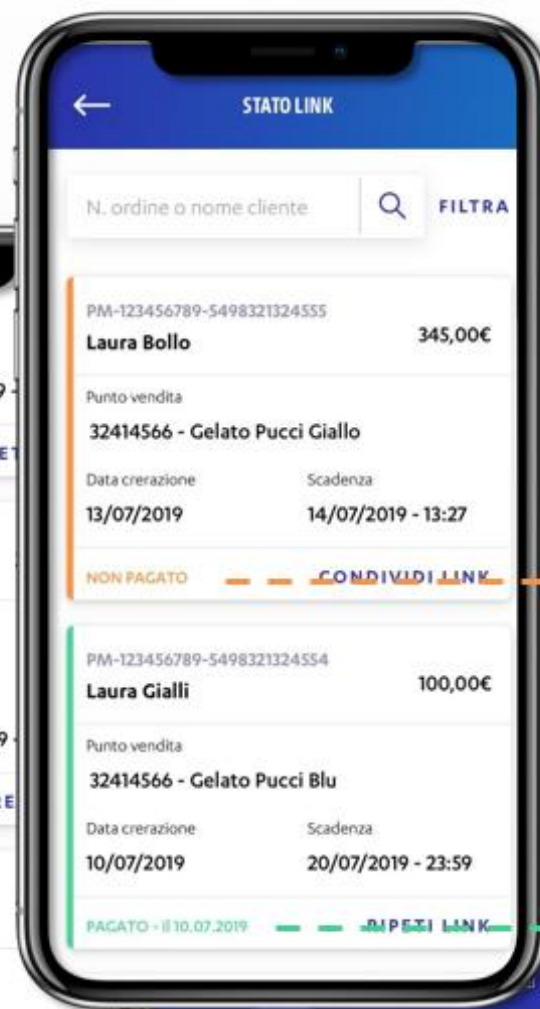 STATO LINK
N. ordine o nome cliente
FILTRA
PM-123456789-5498321324555
Laura Bollo 345,00€
Punto vendita
32414566 - Gelato Pucci Giallo
Data crerazione Scadenza
13/07/2019 14/07/2019 - 13:27
NON PAGATO CONDIVIDI LINK
PM-123456789-5498321324554
Laura Gialli 100,00€
Punto vendita
32414566 - Gelato Pucci Blu
Data crerazione Scadenza
10/07/2019 20/07/2019 - 23:59
PAGATO - il 10.07.2019 RIPETI LINK